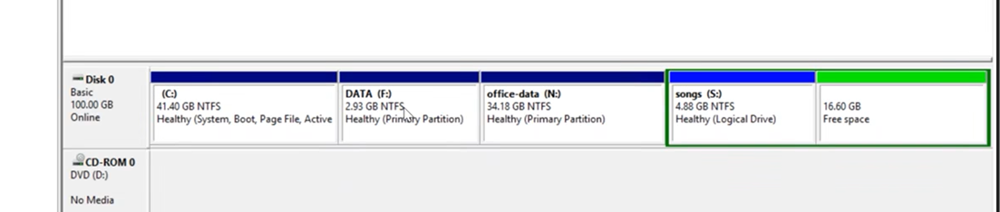 Disk 0
Basic
100.00 GB
Online
(C:)
41.40 GB NTFS
Healthy (System, Boot, Page File, Active
DATA (F:)
2.93 GB NTFS
Healthy (Primary Partition)
office-data (N:)
34.18 GB NTFS
Healthy (Primary Partition)
songs (S:)
4.88 GB NTFS
Healthy (Logical Drive)
16.60 GB
Free space
CD-ROM 0
DVD (D:)
No Media